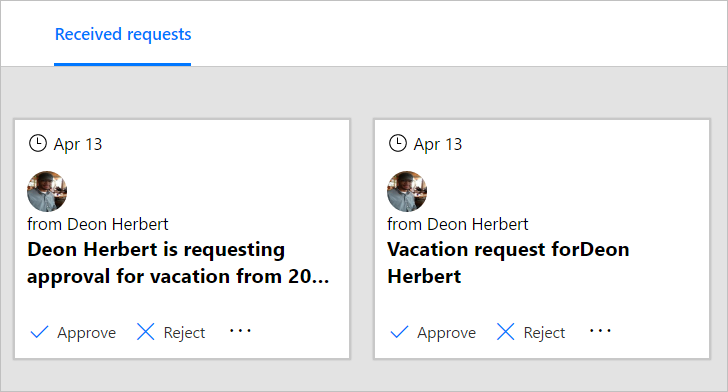 Received requests
Apr 13
from Deon Herbert
Deon Herbert is requesting
approval for vacation from 20...
Approve Reject ...
Apr 13
from Deon Herbert
Vacation request forDeon
Herbert
Approve Reject ...